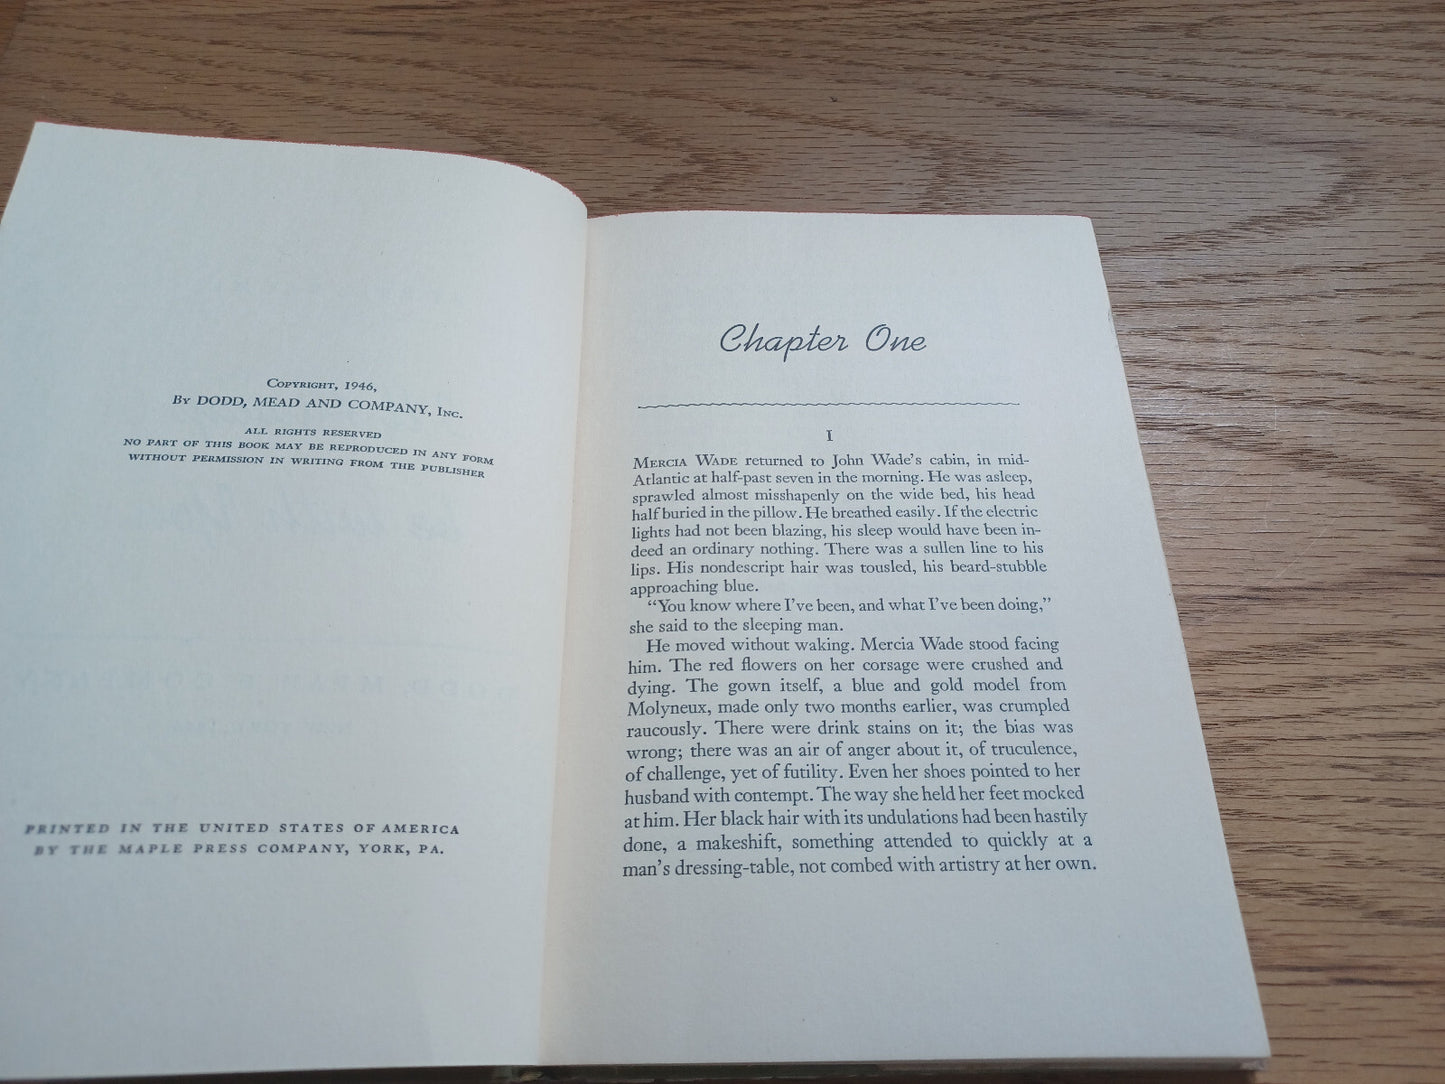 Copyright, 1946,
By DODD, MEAD AND COMPANY, Inc.
ALL RIGHTS RESERVED
NO PART OF THIS BOOK MAY BE REPRODUCED IN ANY FORM
WITHOUT PERMISSION IN WRITING FROM THE PUBLISHER
PRINTED IN THE UNITED STATES OF AMERICA
BY THE MAPLE PRESS COMPANY, YORK, PA.
Chapter One
I
Mercia Wade returned to John Wade's cabin, in mid-
Atlantic at half-past seven in the morning. He was asleep,
sprawled almost misshapenly on the wide bed, his head
half buried in the pillow. He breathed easily. If the electric
lights had not been blazing, his sleep would have been in-
deed an ordinary nothing. There was a sullen line to his
lips. His nondescript hair was tousled, his beard-stubble
approaching blue.
“You know where I've been, and what I've been doing,”
she said to the sleeping man.
He moved without waking. Mercia Wade stood facing
him. The red flowers on her corsage were crushed and
dying. The gown itself, a blue and gold model from
Molyneux, made only two months earlier, was crumpled
raucously. There were drink stains on it; the bias was
wrong; there was an air of anger about it, of truculence,
of challenge, yet of futility. Even her shoes pointed to her
husband with contempt. The way she held her feet mocked
at him. Her black hair with its undulations had been hastily
done, a makeshift, something attended to quickly at a
man's dressing-table, not combed with artistry at her own.